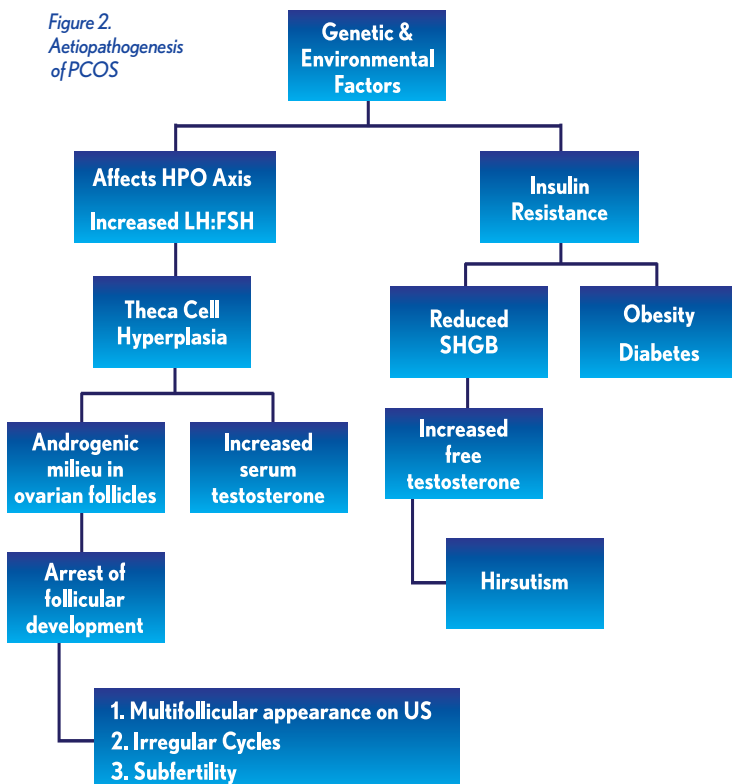 Figure 2.
Aetiopathogenesis
of PCOS
Genetic &
Environmental
Factors
Affects HPO Axis
Increased LH:FSH
Insulin
Resistance
Theca Cell
Hyperplasia
Reduced
SHGB
Obesity
Diabetes
Androgenic
milieu in
ovarian follicles
Increased
serum
testosterone
Increased
free
testosterone
Arrest of
follicular
development
Hirsutism
1. Multifollicular appearance on US
2. Irregular Cycles
3. Subfertility